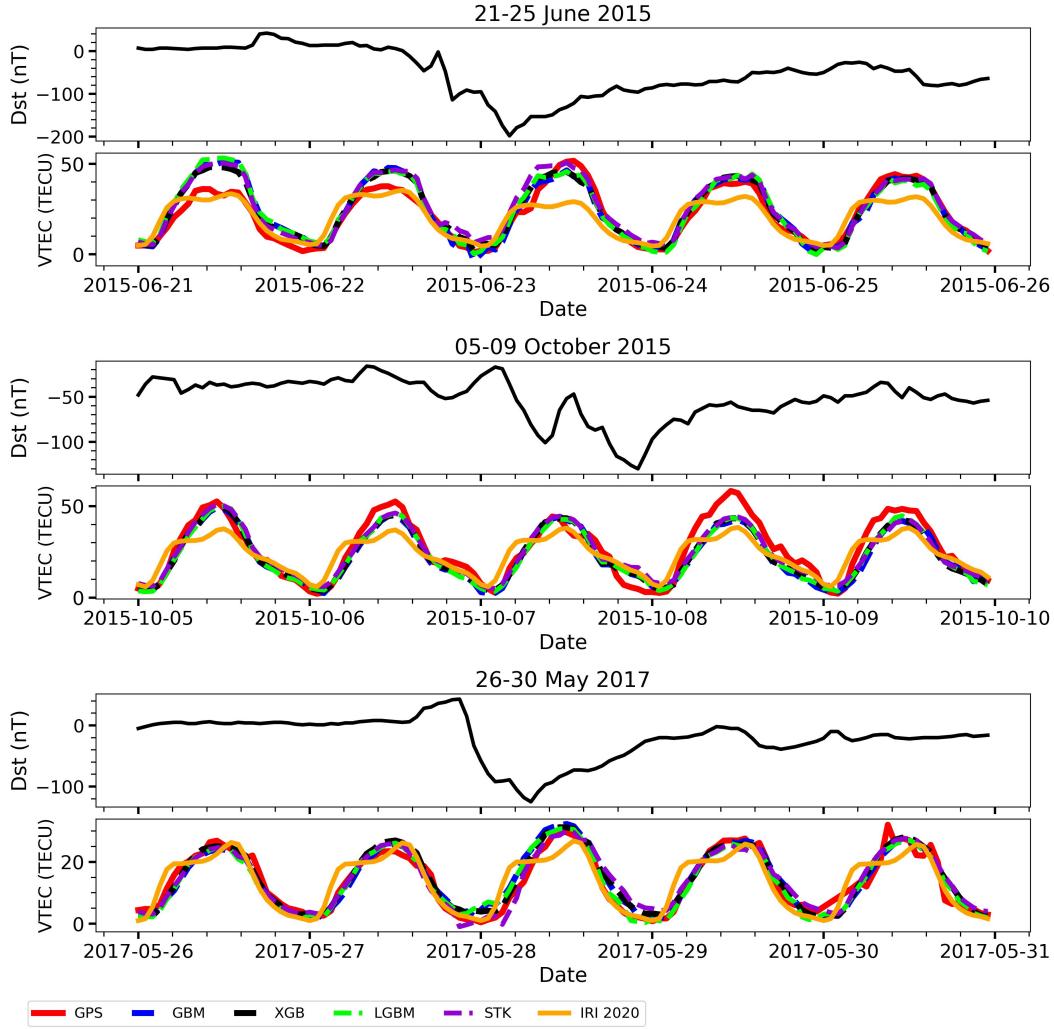 21-25 June 2015
Dst (nT)
0
−100
−200
VTEC (TECU)
50
0
2015-06-21 2015-06-22 2015-06-23 2015-06-24 2015-06-25 2015-06-26
Date
05-09 October 2015
Dst (nT)
−50
−100
VTEC (TECU)
50
0
2015-10-05 2015-10-06 2015-10-07 2015-10-08 2015-10-09 2015-10-10
Date
26-30 May 2017
Dst (nT)
0
−100
VTEC (TECU)
20
0
2017-05-26 2017-05-27 2017-05-28 2017-05-29 2017-05-30 2017-05-31
Date
GPS GBM XGB LGBM STK IRI 2020